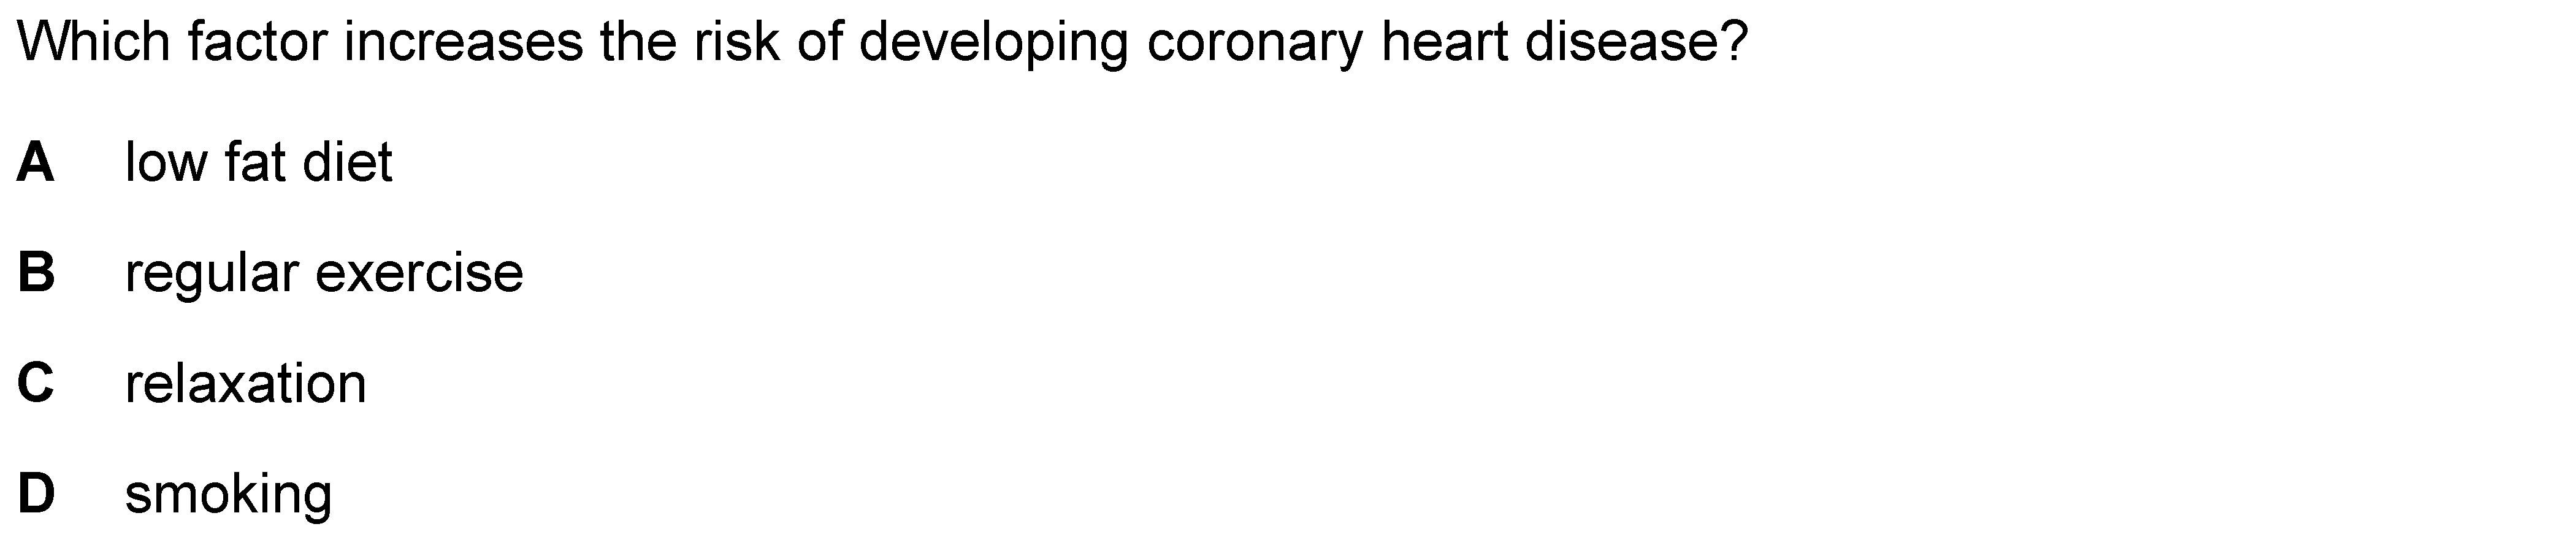 Which factor increases the risk of developing coronary heart disease?
A low fat diet
B regular exercise
C relaxation
D smoking